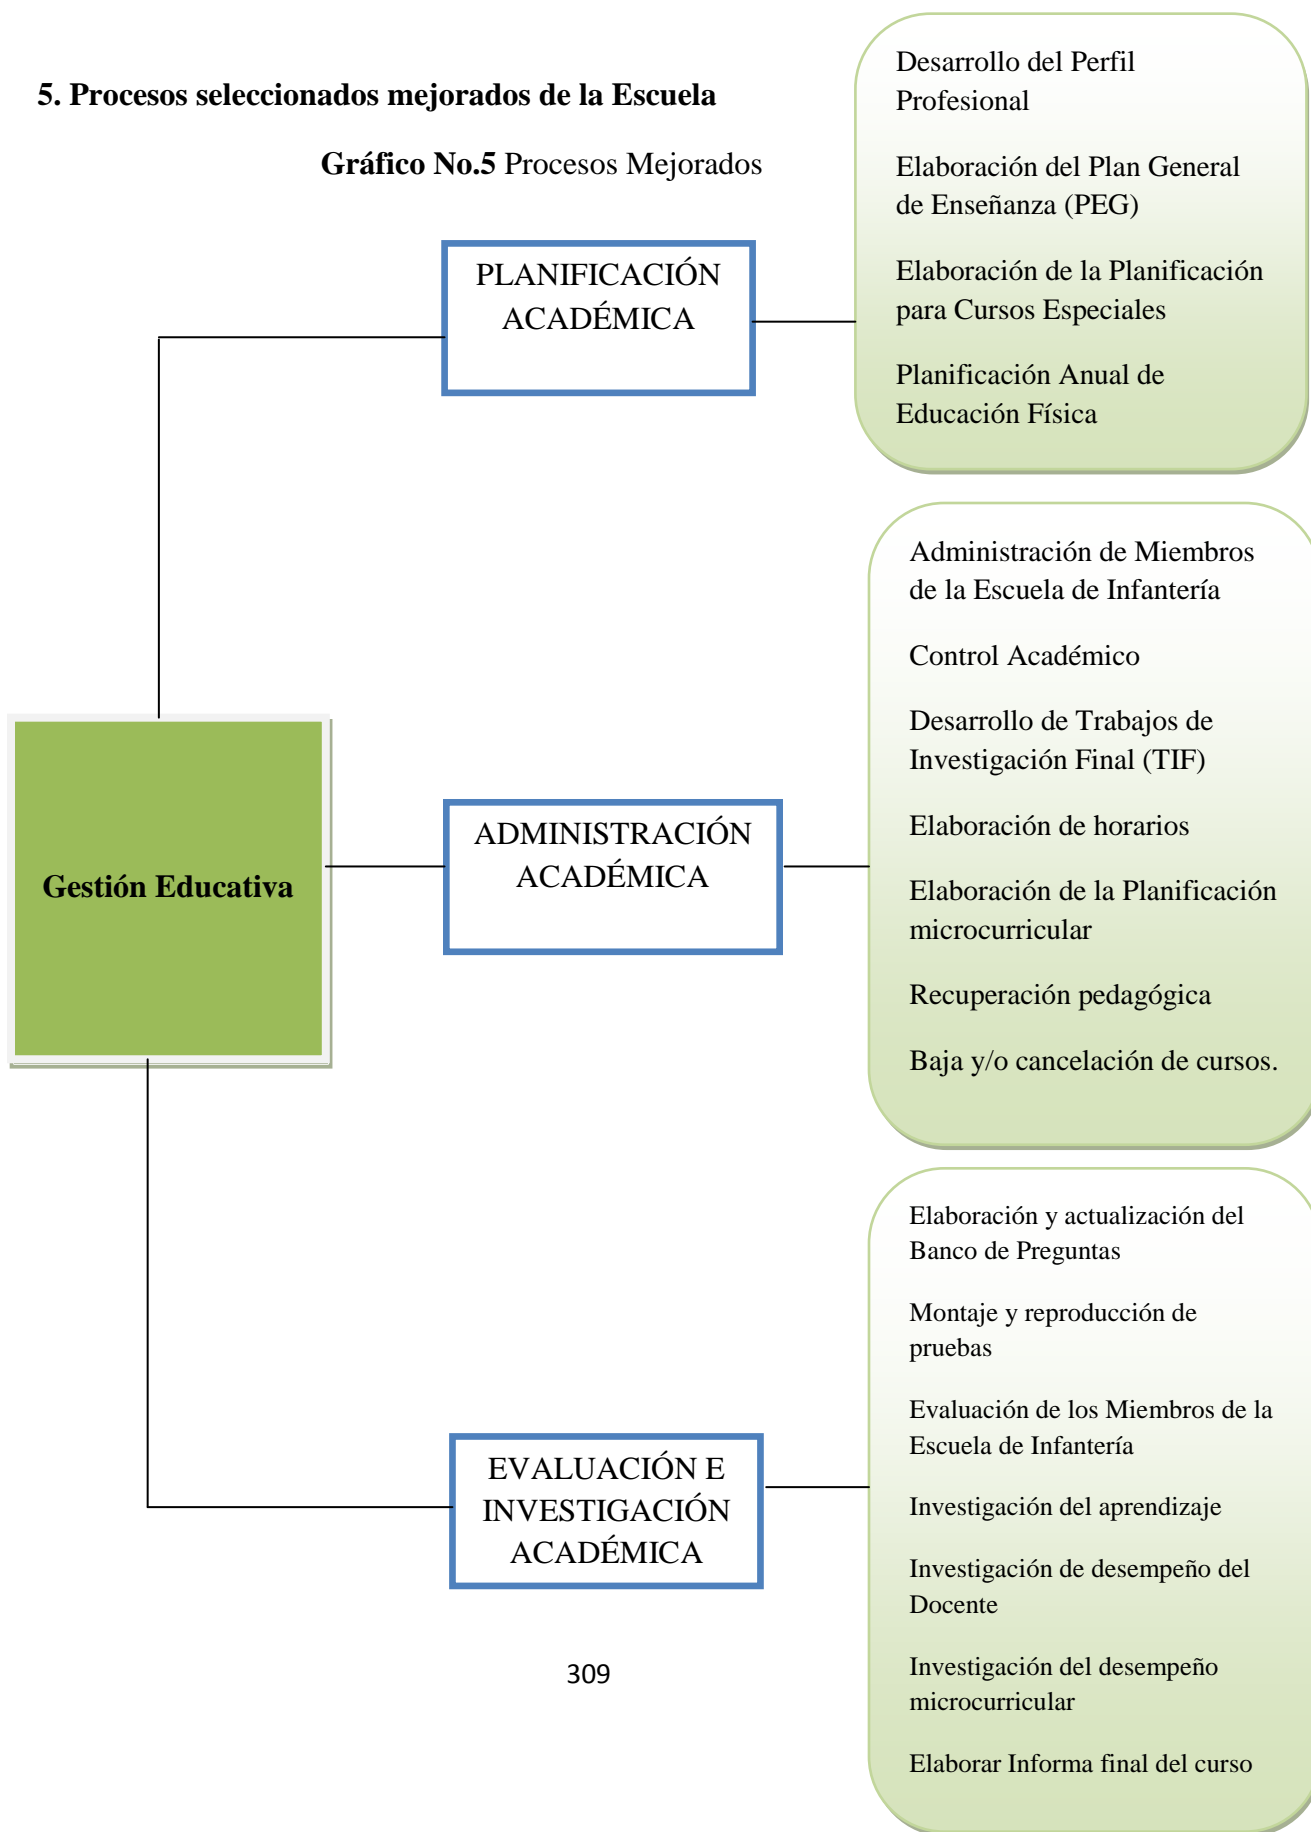 5. Procesos seleccionados mejorados de la Escuela
Gráfico No.5 Procesos Mejorados
Gestión Educativa
PLANIFICACIÓN
ACADÉMICA
Desarrollo del Perfil
Profesional
Elaboración del Plan General
de Enseñanza (PEG)
Elaboración de la Planificación
para Cursos Especiales
Planificación Anual de
Educación Física
ADMINISTRACIÓN
ACADÉMICA
Administración de Miembros
de la Escuela de Infantería
Control Académico
Desarrollo de Trabajos de
Investigación Final (TIF)
Elaboración de horarios
Elaboración de la Planificación
microcurricular
Recuperación pedagógica
Baja y/o cancelación de cursos.
EVALUACIÓN E
INVESTIGACIÓN
ACADÉMICA
Elaboración y actualización del
Banco de Preguntas
Montaje y reproducción de
pruebas
Evaluación de los Miembros de la
Escuela de Infantería
Investigación del aprendizaje
Investigación de desempeño del
Docente
Investigación del desempeño
microcurricular
Elaborar Informa final del curso
309